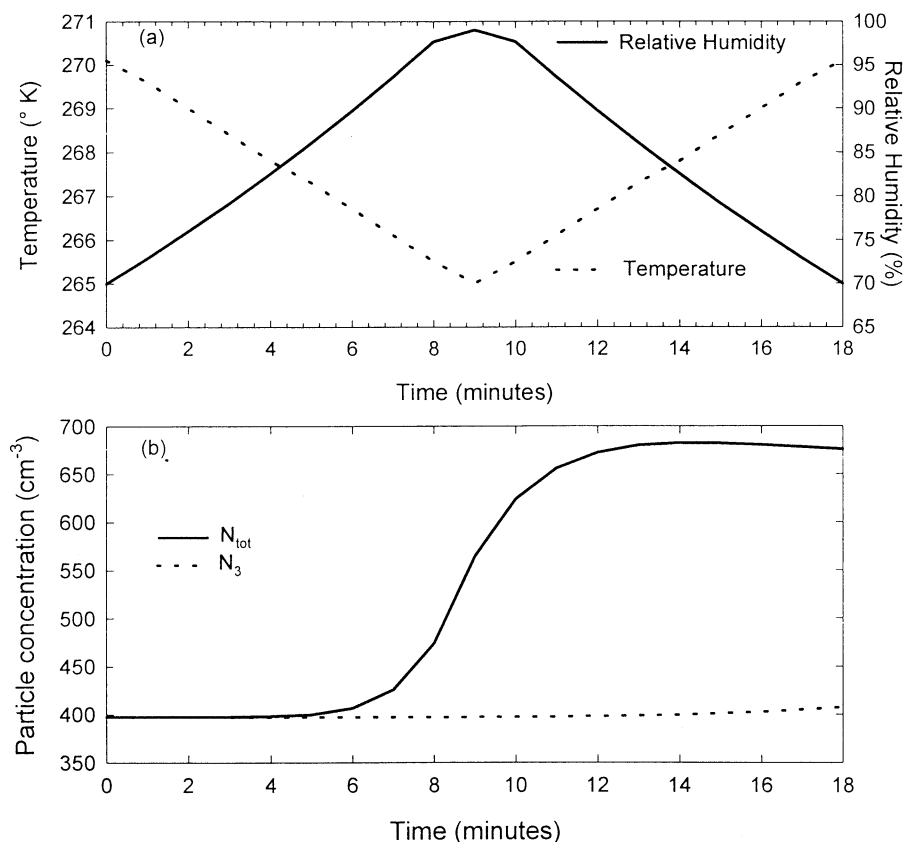 (a)
Relative Humidity
Temperature
Temperature (° K)
271
270
269
268
267
266
265
264
100
95
90
85
80
75
70
65
Relative Humidity (%)
0 2 4 6 8 10 12 14 16 18
Time (minutes)
(b)
N_tot
N_3
Particle concentration (cm⁻³)
700
650
600
550
500
450
400
350
0 2 4 6 8 10 12 14 16 18
Time (minutes)